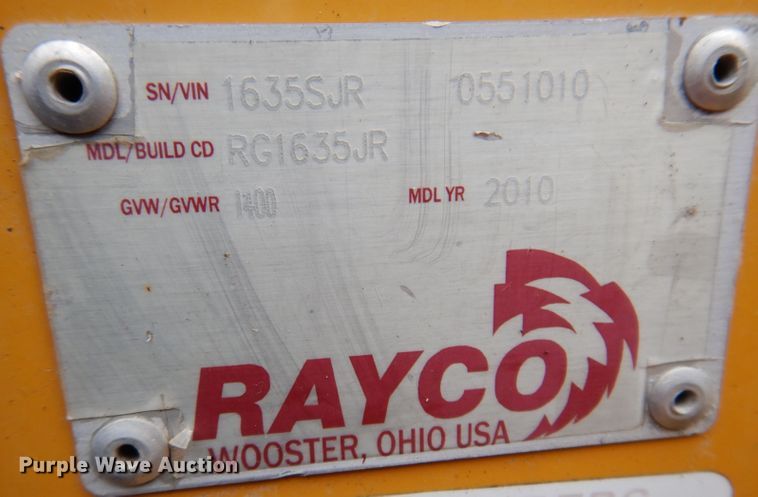 SN/VIN 1635SJR 0551010
MDL/BUILD CD RG1635JR
GVW/GVWR 1400 MDL YR 2010
RAYCO
WOOSTER, OHIO USA
Purple Wave Auction